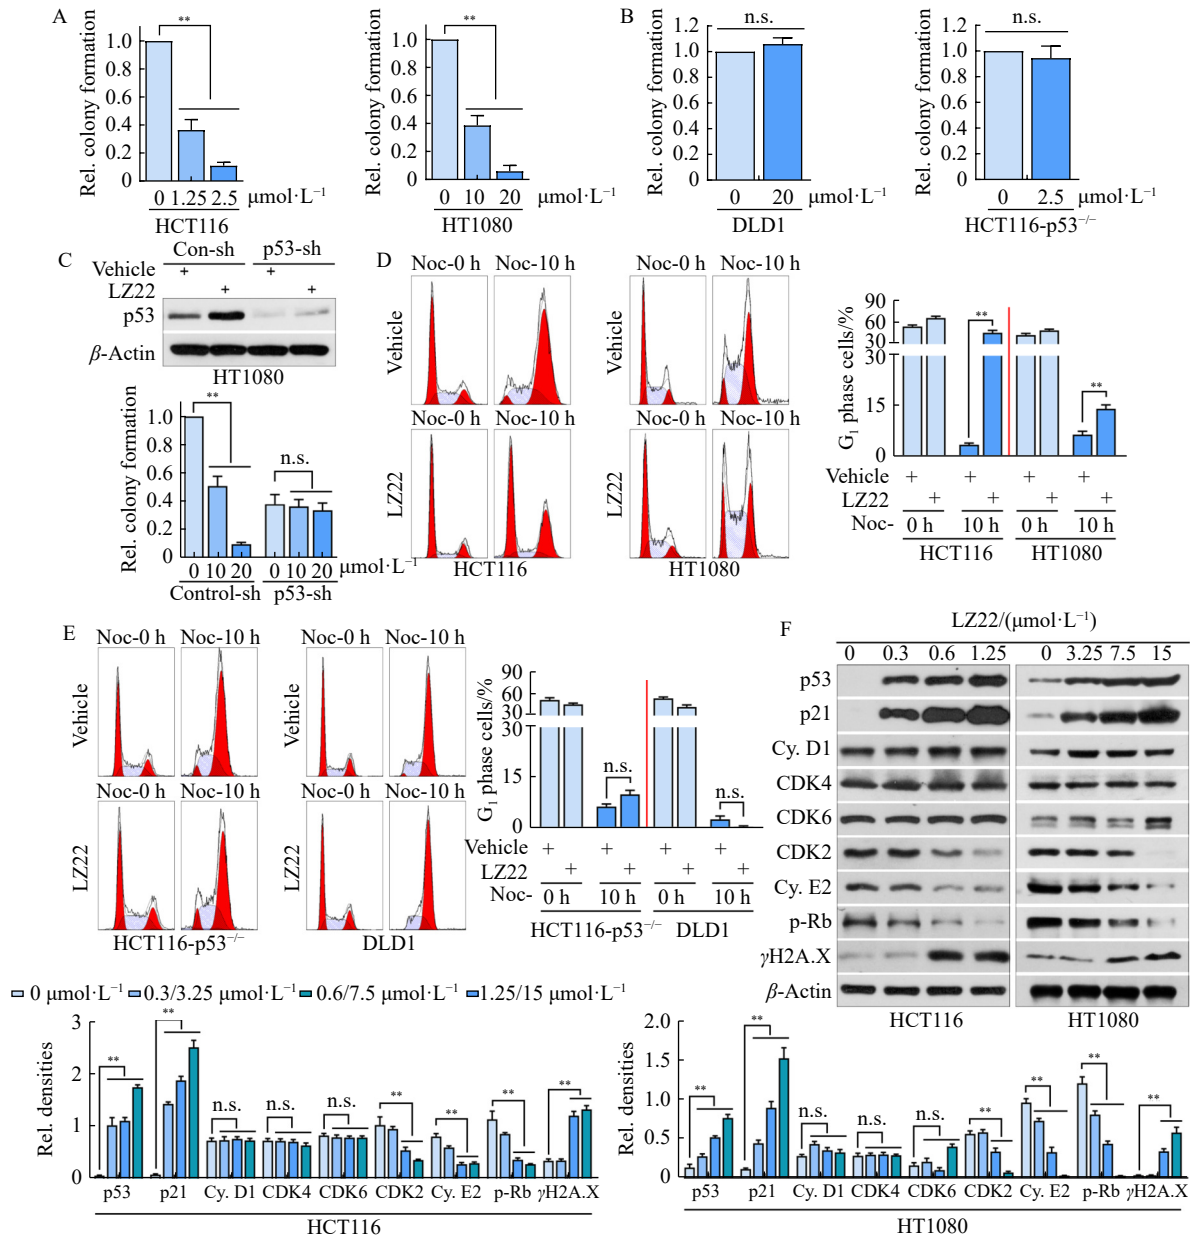 A
Rel. colony formation
1.0
0.8
0.6
0.4
0.2
0
**
0 1.25 2.5 μmol·L⁻¹
HCT116
Rel. colony formation
1.0
0.8
0.6
0.4
0.2
0
**
0 10 20 μmol·L⁻¹
HT1080
B
Rel. colony formation
1.2
1.0
0.8
0.6
0.4
0.2
0
n.s.
0 20 μmol·L⁻¹
DLD1
Rel. colony formation
1.2
1.0
0.8
0.6
0.4
0.2
0
n.s.
0 2.5 μmol·L⁻¹
HCT116-p53⁻/⁻
C
Con-sh p53-sh
Vehicle + +
LZ22 + +
p53
β-Actin
HT1080
Rel. colony formation
1.0
0.8
0.6
0.4
0.2
0
**
n.s.
0 10 20 0 10 20 μmol·L⁻¹
Control-sh p53-sh
D
Noc-0 h Noc-10 h Noc-0 h Noc-10 h
Vehicle Vehicle
Noc-0 h Noc-10 h Noc-0 h Noc-10 h
LZ22 LZ22
HCT116 HT1080
G₁ phase cells/%
90
60
30
30
15
0
** **
Vehicle + + + +
LZ22 + + + +
Noc- 0 h 10 h 0 h 10 h
HCT116 HT1080
E
Noc-0 h Noc-10 h Noc-0 h Noc-10 h
Vehicle Vehicle
Noc-0 h Noc-10 h Noc-0 h Noc-10 h
LZ22 LZ22
HCT116-p53⁻/⁻ DLD1
G₁ phase cells/%
90
60
30
30
15
0
n.s. n.s.
Vehicle + + + +
LZ22 + + + +
Noc- 0 h 10 h 0 h 10 h
HCT116-p53⁻/⁻ DLD1
F
LZ22/(μmol·L⁻¹)
0 0.3 0.6 1.25 0 3.25 7.5 15
p53
p21
Cy. D1
CDK4
CDK6
CDK2
Cy. E2
p-Rb
γH2A.X
β-Actin
HCT116 HT1080
0 μmol·L⁻¹ 0.3/3.25 μmol·L⁻¹ 0.6/7.5 μmol·L⁻¹ 1.25/15 μmol·L⁻¹
Rel. densities
3
2
1
0
** ** n.s. n.s. n.s. ** ** ** **
p53 p21 Cy. D1 CDK4 CDK6 CDK2 Cy. E2 p-Rb γH2A.X
HCT116
Rel. densities
2.0
1.5
1.0
0.5
0
** ** n.s. n.s. n.s. ** ** ** **
p53 p21 Cy. D1 CDK4 CDK6 CDK2 Cy. E2 p-Rb γH2A.X
HT1080